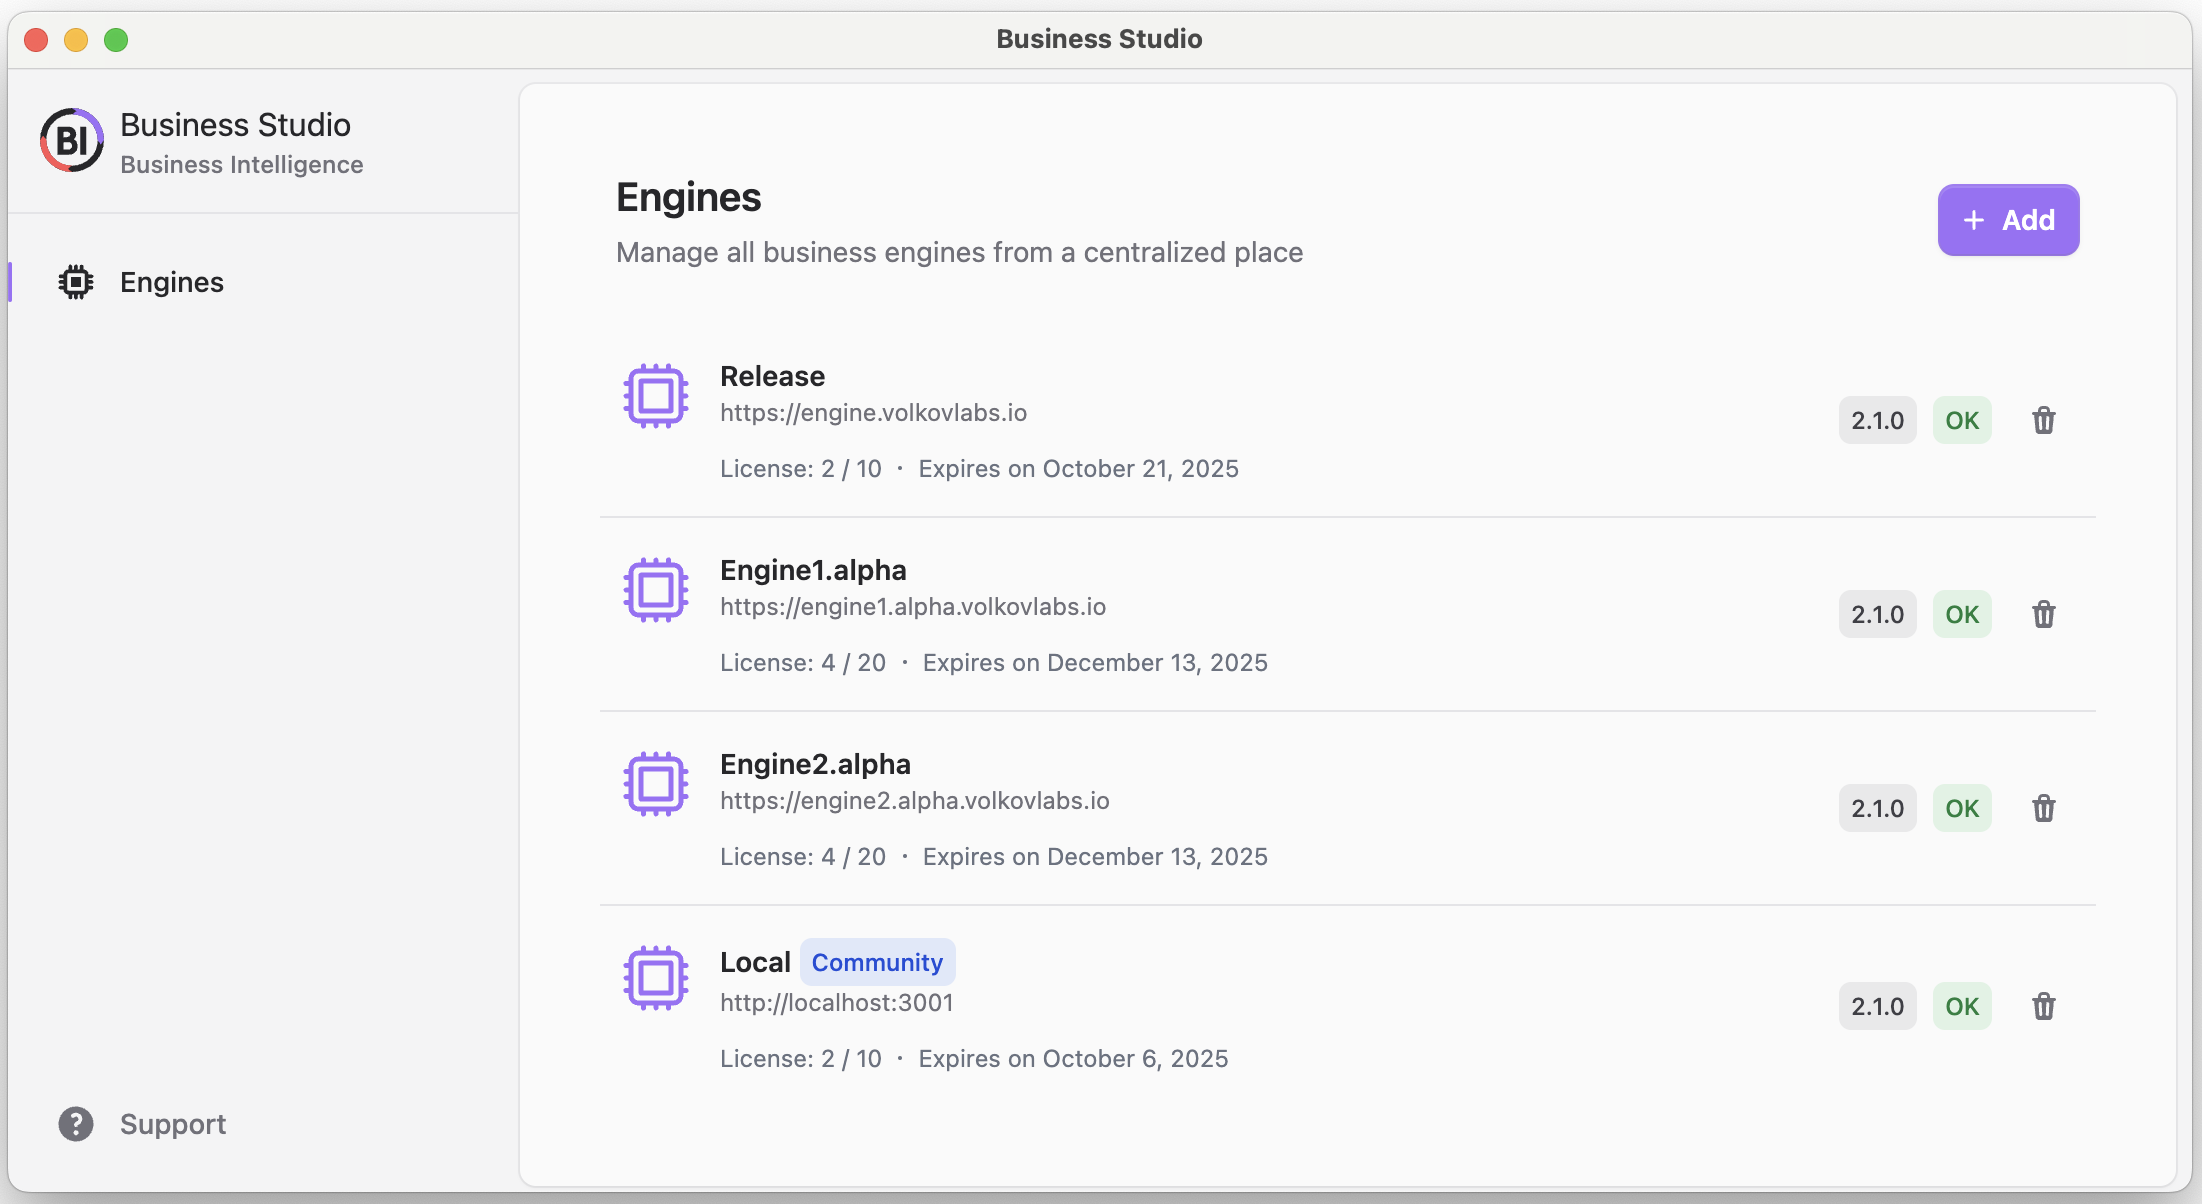 Business Studio
BI
Business Studio
Business Intelligence
Engines
Support
Engines
Manage all business engines from a centralized place
+ Add
Release
https://engine.volkovlabs.io
License: 2 / 10 · Expires on October 21, 2025
2.1.0 OK
Engine1.alpha
https://engine1.alpha.volkovlabs.io
License: 4 / 20 · Expires on December 13, 2025
2.1.0 OK
Engine2.alpha
https://engine2.alpha.volkovlabs.io
License: 4 / 20 · Expires on December 13, 2025
2.1.0 OK
Local Community
http://localhost:3001
License: 2 / 10 · Expires on October 6, 2025
2.1.0 OK